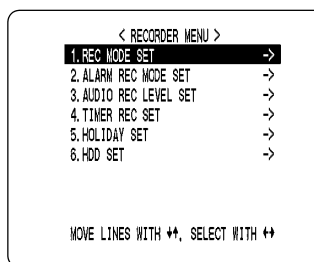 < RECORDER MENU >
1.REC MODE SET ->
2.ALARM REC MODE SET ->
3.AUDIO REC LEVEL SET ->
4.TIMER REC SET ->
5.HOLIDAY SET ->
6.HDD SET ->
MOVE LINES WITH ↓↑, SELECT WITH ←→